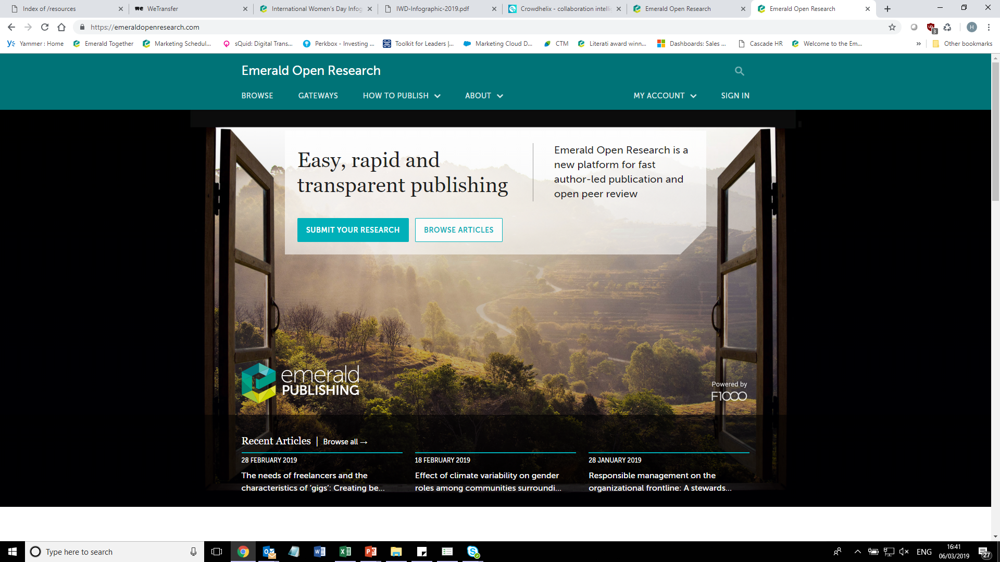 Index of /resources
WeTransfer
International Women's Day Infog
IWD-Infographic-2019.pdf
Crowdhelix - collaboration intelli
Emerald Open Research
Emerald Open Research
https://emeraldopenresearch.com
3
H
Yammer : Home
Emerald Together
Marketing Schedul...
sQuid: Digital Trans...
Perkbox - Investing ...
Toolkit for Leaders |...
Marketing Cloud D...
CTM
Literati award winn...
Dashboards: Sales ...
Cascade HR
Welcome to the Em...
Other bookmarks
Emerald Open Research
BROWSE
GATEWAYS
HOW TO PUBLISH
ABOUT
MY ACCOUNT
SIGN IN
Easy, rapid and
transparent publishing
Emerald Open Research is a
new platform for fast
author-led publication and
open peer review
SUBMIT YOUR RESEARCH
BROWSE ARTICLES
emerald
PUBLISHING
Powered by
F1000
Recent Articles | Browse all →
28 FEBRUARY 2019
The needs of freelancers and the
characteristics of ‘gigs’: Creating be...
18 FEBRUARY 2019
Effect of climate variability on gender
roles among communities surroundi...
28 JANUARY 2019
Responsible management on the
organizational frontline: A stewards...
Type here to search
ENG
16:41
06/03/2019
27